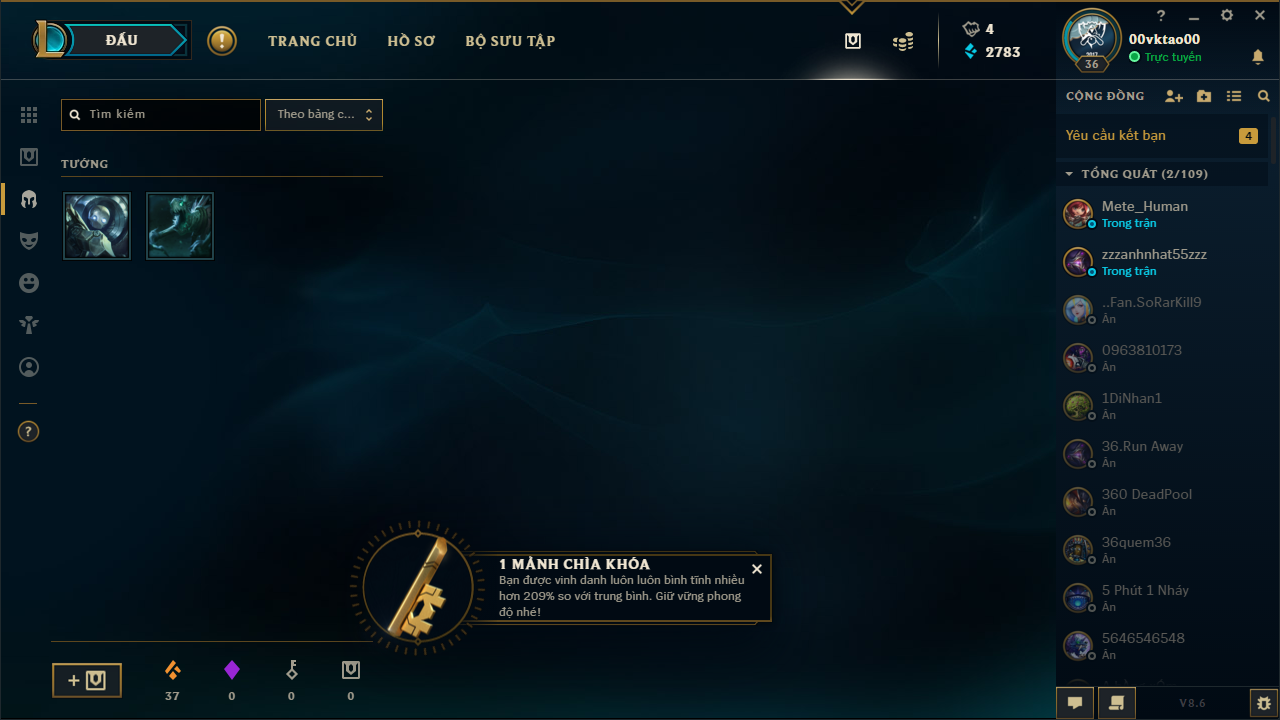 ĐẤU
TRANG CHỦ
HỒ SƠ
BỘ SƯU TẬP
4
2783
?
36
00vktao00
Trực tuyến
Tìm kiếm
Theo bảng c...
TƯỚNG
CỘNG ĐỒNG
Yêu cầu kết bạn
4
TỔNG QUÁT (2/109)
Mete_Human
Trong trận
zzzanhnhat55zzz
Trong trận
..Fan.SoRarKill9
Ẩn
0963810173
Ẩn
1DiNhan1
Ẩn
36.Run Away
Ẩn
360 DeadPool
Ẩn
36quem36
Ẩn
5 Phút 1 Nháy
Ẩn
5646546548
Ẩn
?
1 MẢNH CHÌA KHÓA
Bạn được vinh danh luôn luôn bình tĩnh nhiều
hơn 209% so với trung bình. Giữ vững phong
độ nhé!
37
0
0
0
V8.6